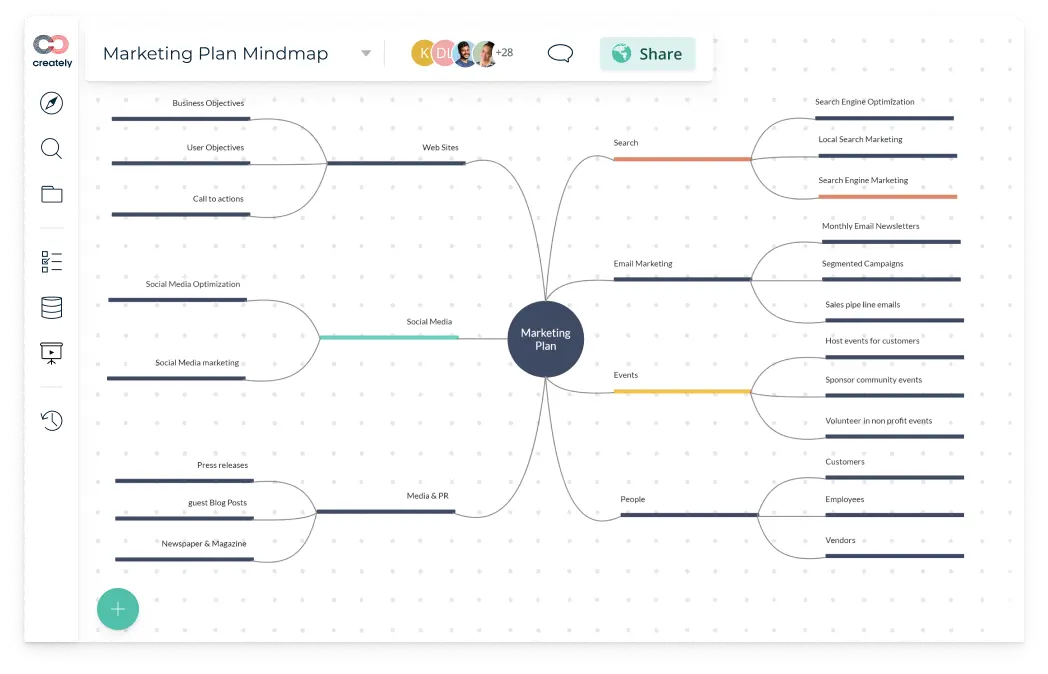 creately
Marketing Plan Mindmap
K
DL
+28
Share
Business Objectives
User Objectives
Call to actions
Web Sites
Social Media Optimization
Social Media marketing
Social Media
Press releases
guest Blog Posts
Newspaper & Magazine
Media & PR
Marketing
Plan
Search
Search Engine Optimization
Local Search Marketing
Search Engine Marketing
Email Marketing
Monthly Email Newsletters
Segmented Campaigns
Sales pipe line emails
Events
Host events for customers
Sponsor community events
Volunteer in non profit events
People
Customers
Employees
Vendors